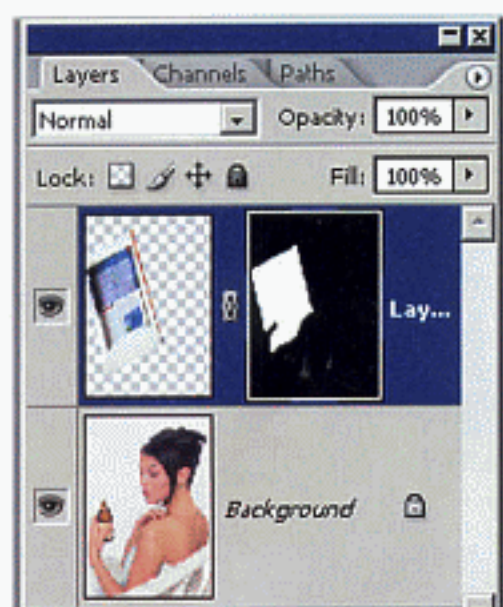 Layers Channels Paths
Normal Opacity: 100%
Lock: Fill: 100%
Lay...
Background